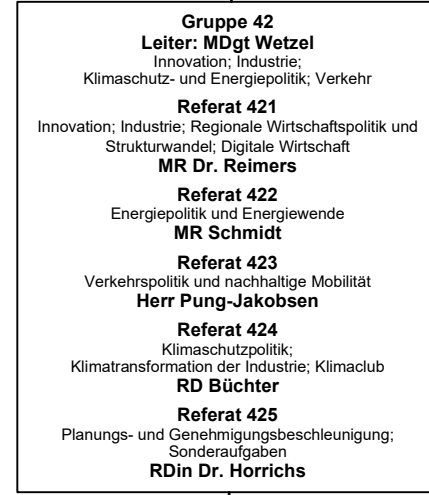 Gruppe 42
Leiter: MDgt Wetzel
Innovation; Industrie;
Klimaschutz- und Energiepolitik; Verkehr
Referat 421
Innovation; Industrie; Regionale Wirtschaftspolitik und
Strukturwandel; Digitale Wirtschaft
MR Dr. Reimers
Referat 422
Energiepolitik und Energiewende
MR Schmidt
Referat 423
Verkehrspolitik und nachhaltige Mobilität
Herr Pung-Jakobsen
Referat 424
Klimaschutzpolitik;
Klimatransformation der Industrie; Klimaclub
RD Büchter
Referat 425
Planungs- und Genehmigungsbeschleunigung;
Sonderaufgaben
RDin Dr. Horrichs